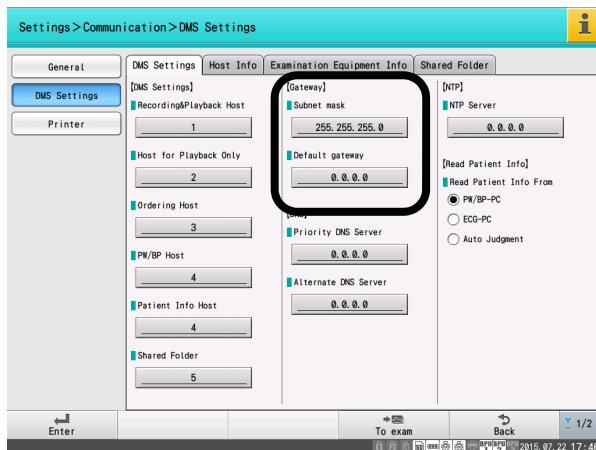 Settings>Communication>DMS Settings
i
General
DMS Settings
Printer
DMS Settings
Host Info
Examination Equipment Info
Shared Folder
[DMS Settings]
Recording&Playback Host
1
Host for Playback Only
2
Ordering Host
3
PW/BP Host
4
Patient Info Host
4
Shared Folder
5
[Gateway]
Subnet mask
255.255.255.0
Default gateway
0.0.0.0
Priority DNS Server
0.0.0.0
Alternate DNS Server
0.0.0.0
[NTP]
NTP Server
0.0.0.0
[Read Patient Info]
Read Patient Info From
PW/BP-PC
ECG-PC
Auto Judgment
Enter
To exam
Back
1/2
2015.07.22 17:46